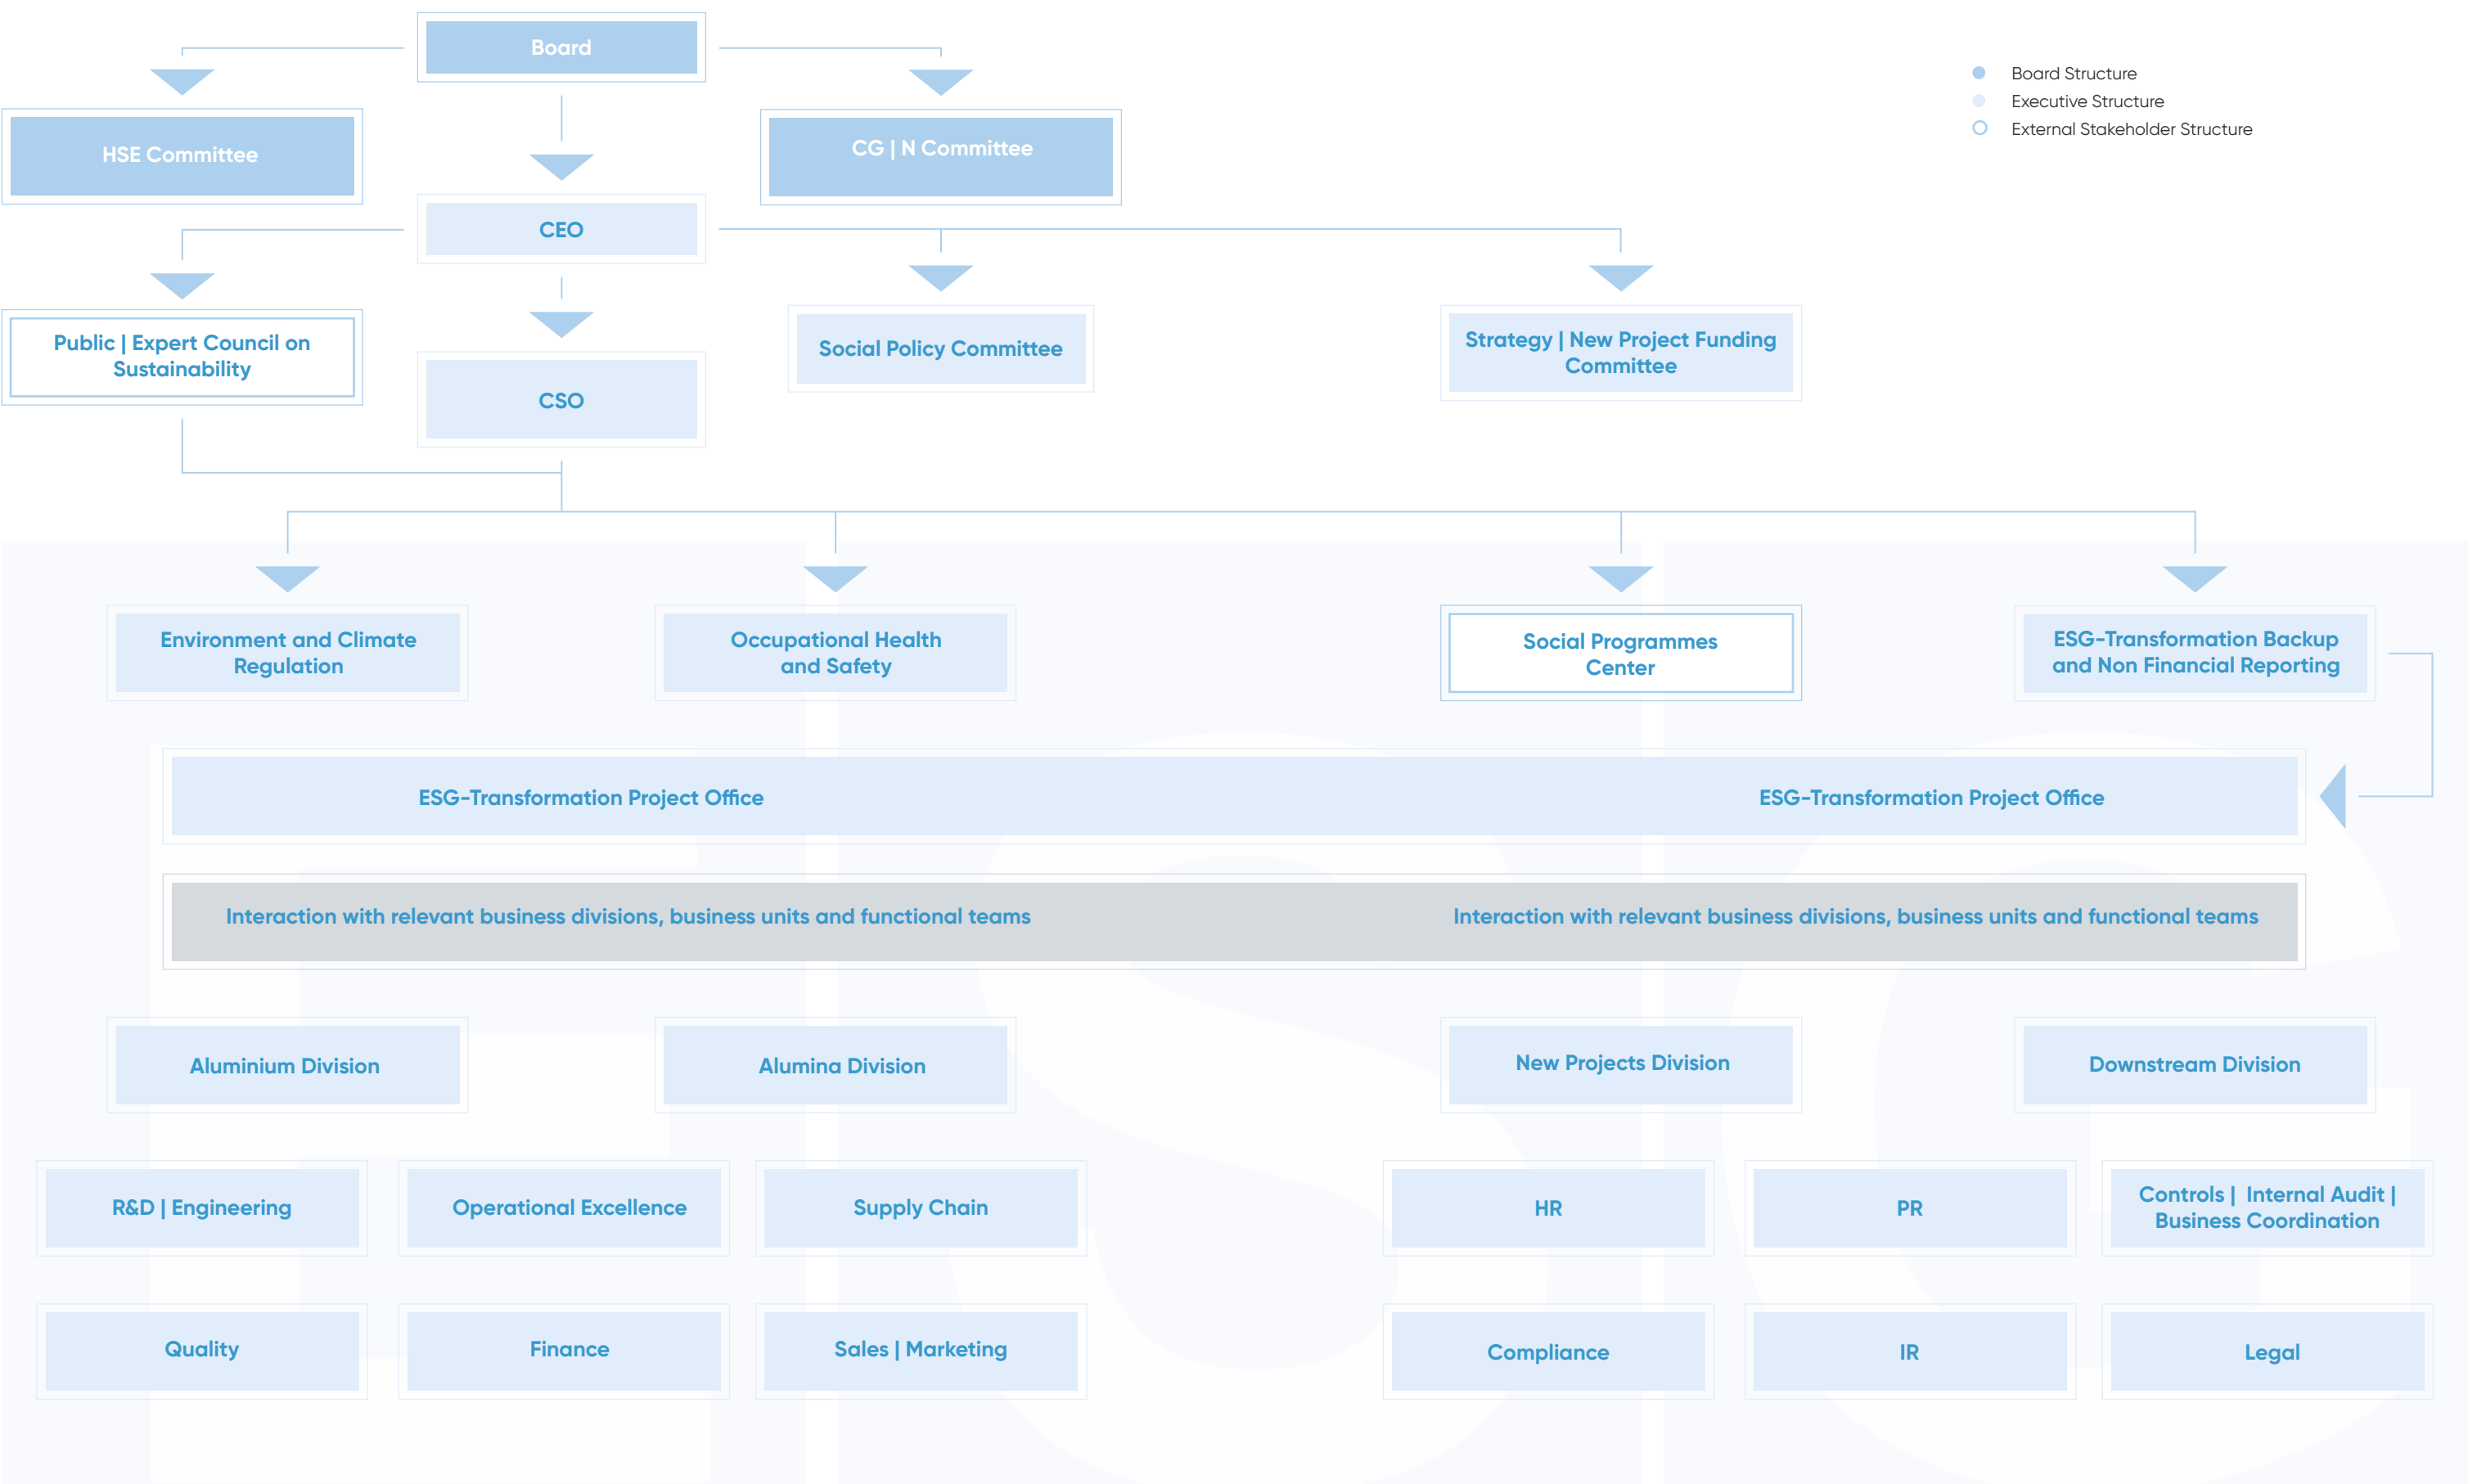 Board
Board Structure
Executive Structure
External Stakeholder Structure
HSE Committee
CG | N Committee
CEO
Public | Expert Council on
Sustainability
CSO
Social Policy Committee
Strategy | New Project Funding
Committee
Environment and Climate
Regulation
Occupational Health
and Safety
Social Programmes
Center
ESG-Transformation Backup
and Non Financial Reporting
ESG-Transformation Project Office
ESG-Transformation Project Office
Interaction with relevant business divisions, business units and functional teams
Interaction with relevant business divisions, business units and functional teams
Aluminium Division
Alumina Division
New Projects Division
Downstream Division
R&D | Engineering
Operational Excellence
Supply Chain
HR
PR
Controls |  Internal Audit |
Business Coordination
Quality
Finance
Sales | Marketing
Compliance
IR
Legal
ESG